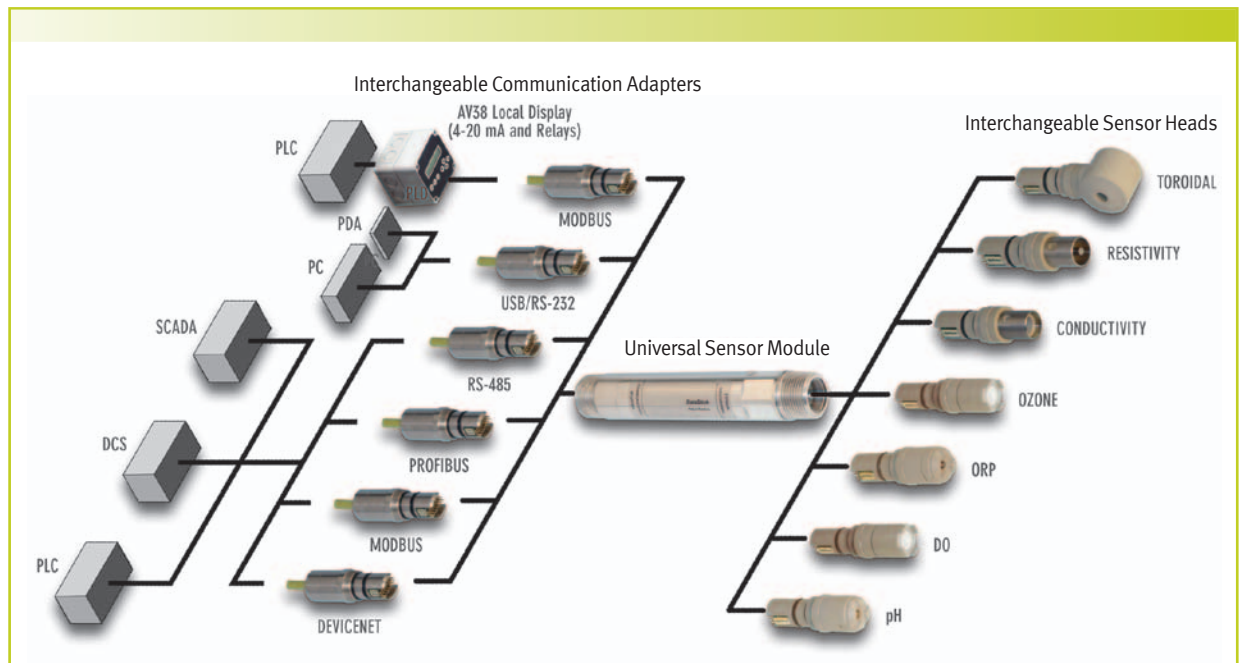 Interchangeable Communication Adapters
AV38 Local Display
(4-20 mA and Relays)
PLC
PLD
MODBUS
PDA
PC
USB/RS-232
SCADA
RS-485
DCS
PROFIBUS
MODBUS
PLC
DEVICENET
Universal Sensor Module
Interchangeable Sensor Heads
TOROIDAL
RESISTIVITY
CONDUCTIVITY
OZONE
ORP
DO
pH